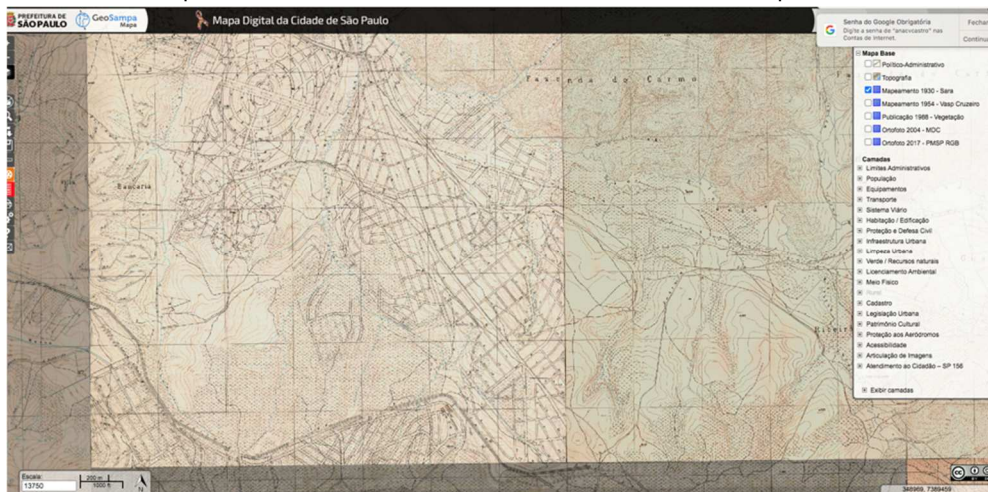 PREFEITURA DE
SÃO PAULO
GeoSampa
Mapa
Mapa Digital da Cidade de São Paulo
Senha do Google Obrigatória
Digite a senha de "anacvcastro" nas
Contas de Internet.
Fechar
Mapa Base
Político-Administrativo
Topografia
Mapeamento 1930 - Sara
Mapeamento 1954 - Vasp Cruzeiro
Publicação 1988 - Vegetação
Ortofoto 2004 - MDC
Ortofoto 2017 - PMSP RGB
Camadas
Limites Administrativos
População
Equipamentos
Transporte
Sistema Viário
Habitação / Edificação
Proteção e Defesa Civil
Infraestrutura Urbana
Limpeza Urbana
Verde / Recursos naturais
Licenciamento Ambiental
Meio Físico
Rural
Cadastro
Legislação Urbana
Patrimônio Cultural
Proteção aos Aeródromos
Acessibilidade
Articulação de Imagens
Atendimento ao Cidadão – SP 156
Exibir camadas
Fazenda do Carmo
Bancaria
Escala:
13750
200 m
1000 ft
N
346969, 7389459